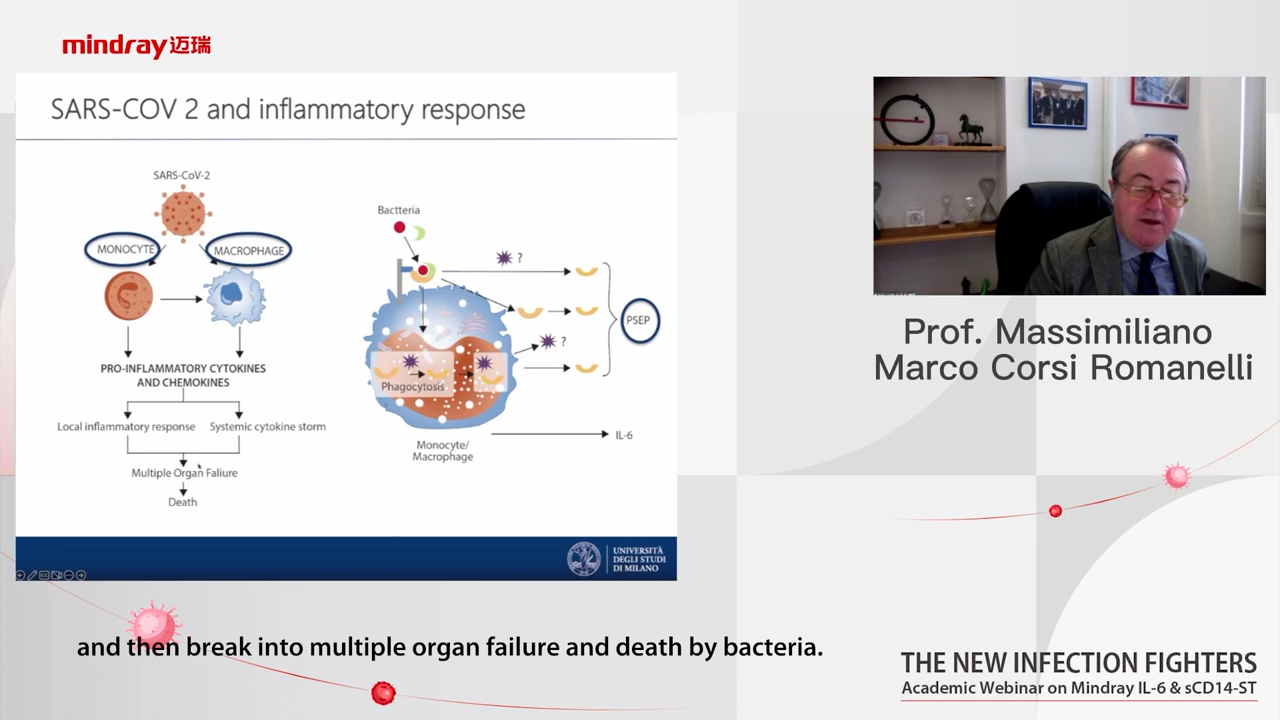 mindray迈瑞
SARS-COV 2 and inflammatory response
SARS-CoV-2
MONOCYTE
MACROPHAGE
PRO-INFLAMMATORY CYTOKINES
AND CHEMOKINES
Local inflammatory response
Systemic cytokine storm
Multiple Organ Faliure
Death
Bactteria
?
PSEP
?
Phagocytosis
IL-6
Monocyte/
Macrophage
UNIVERSITÀ
DEGLI STUDI
DI MILANO
Prof. Massimiliano
Marco Corsi Romanelli
and then break into multiple organ failure and death by bacteria.
THE NEW INFECTION FIGHTERS
Academic Webinar on Mindray IL-6 & sCD14-ST